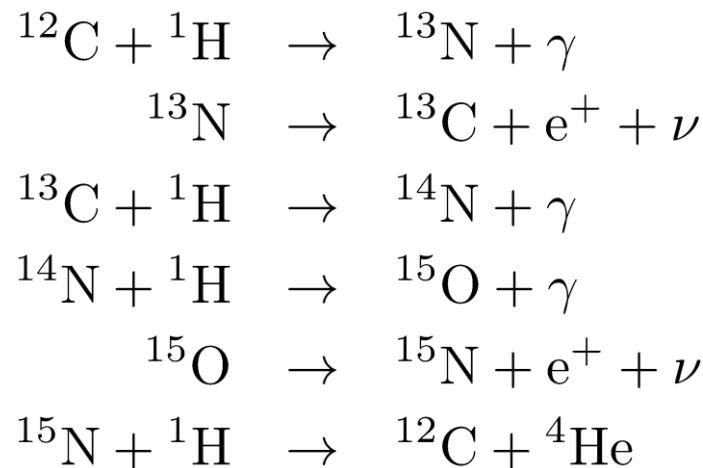 ¹²C + ¹H → ¹³N + γ
¹³N → ¹³C + e⁺ + ν
¹³C + ¹H → ¹⁴N + γ
¹⁴N + ¹H → ¹⁵O + γ
¹⁵O → ¹⁵N + e⁺ + ν
¹⁵N + ¹H → ¹²C + ⁴He